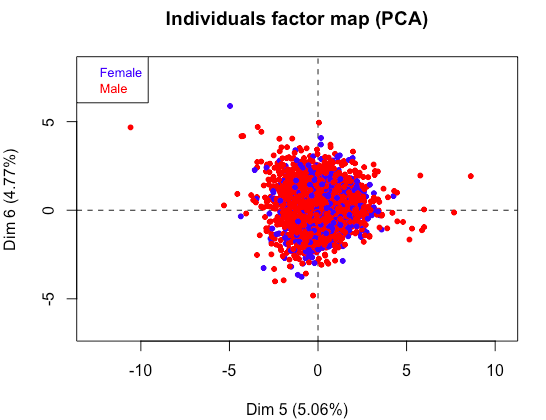 Individuals factor map (PCA)
Female
Male
Dim 6 (4.77%)
5
0
-5
-10
-5
0
5
10
Dim 5 (5.06%)